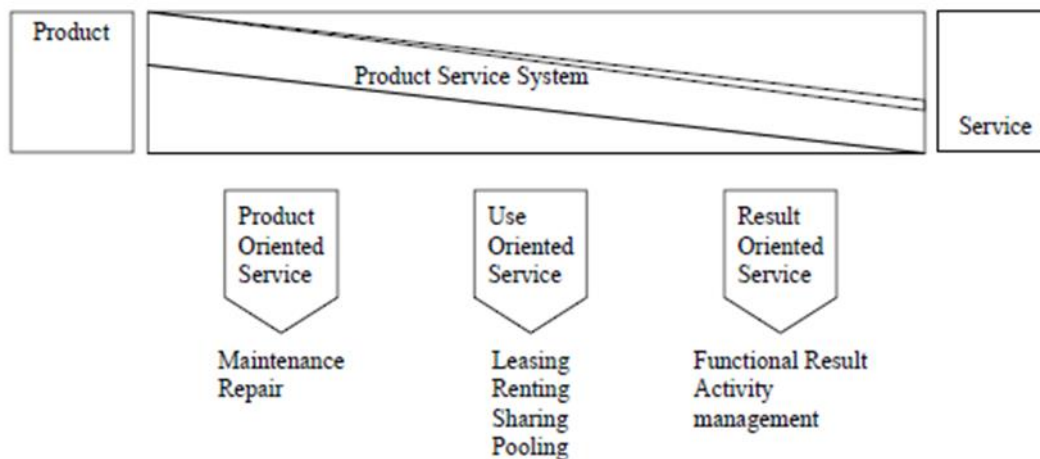 Product
Product Service System
Service
Product
Oriented
Service
Use
Oriented
Service
Result
Oriented
Service
Maintenance
Repair
Leasing
Renting
Sharing
Pooling
Functional Result
Activity
management